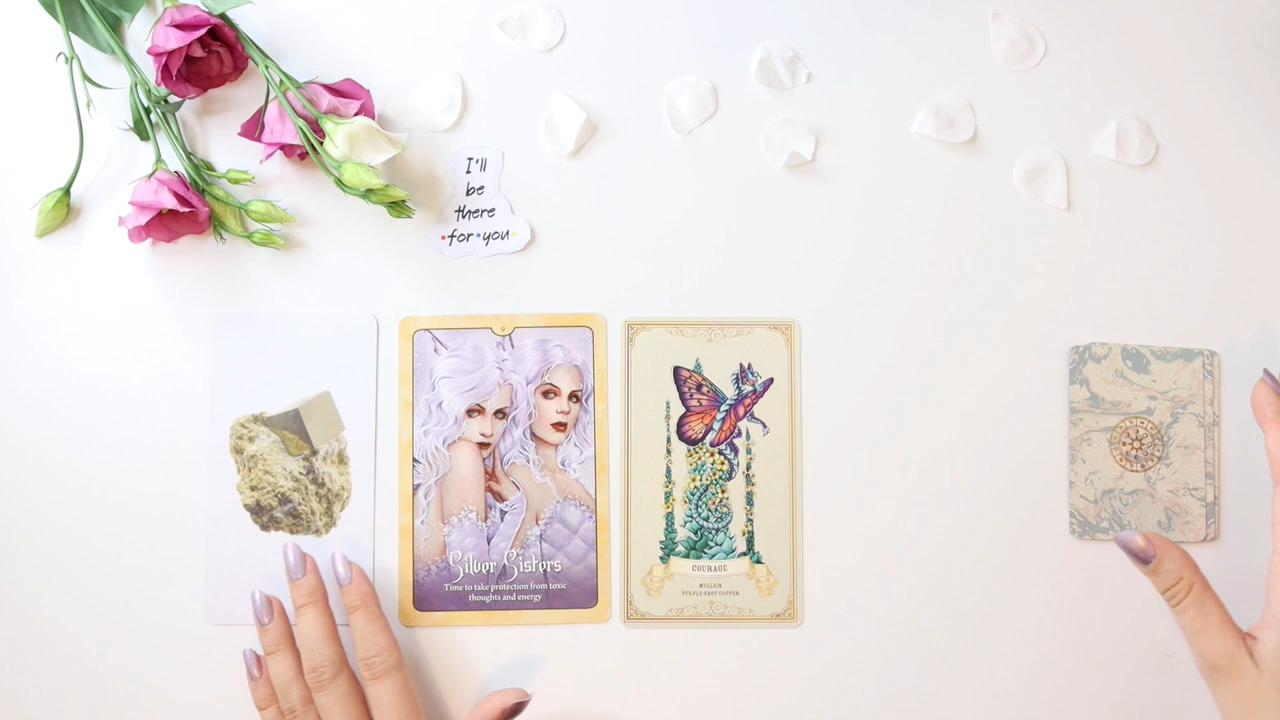 I'll
be
there
•for•you•
9
Silver Sisters
Time to take protection from toxic
thoughts and energy
COURAGE
MULLEIN
PURPLE-SHOT COPPER